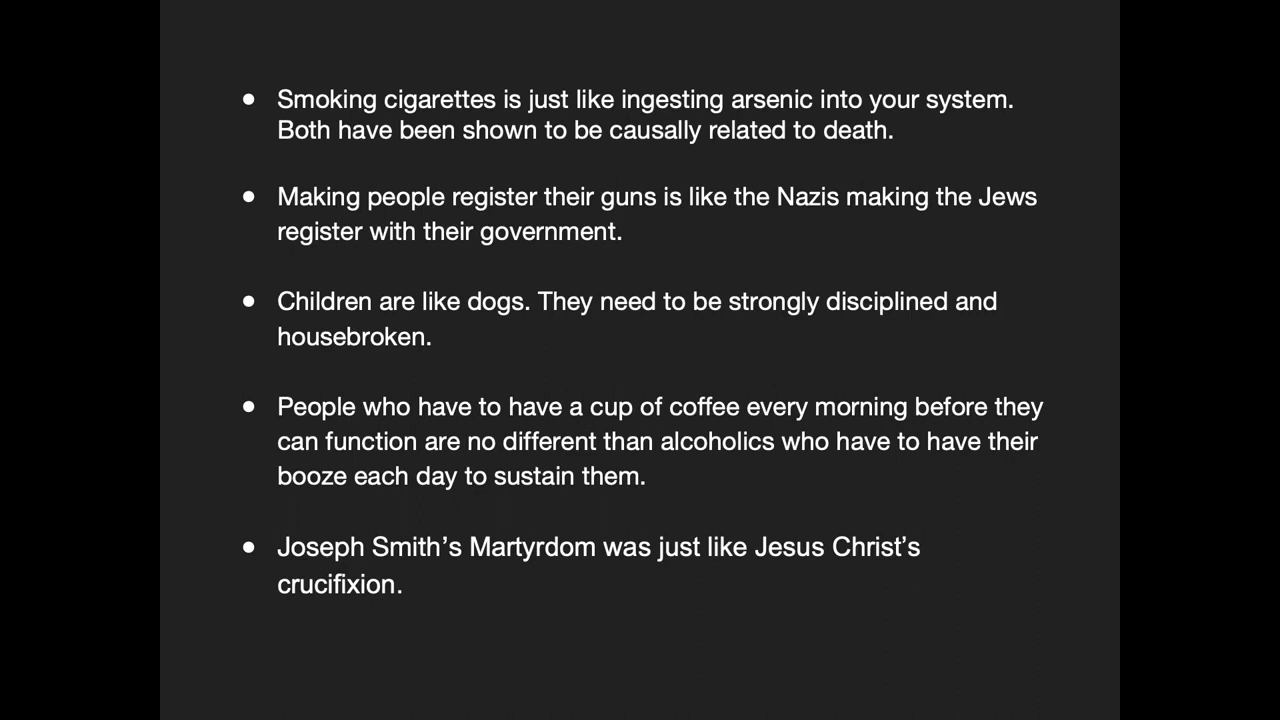 ● Smoking cigarettes is just like ingesting arsenic into your system.
Both have been shown to be causally related to death.
● Making people register their guns is like the Nazis making the Jews
register with their government.
● Children are like dogs. They need to be strongly disciplined and
housebroken.
● People who have to have a cup of coffee every morning before they
can function are no different than alcoholics who have to have their
booze each day to sustain them.
● Joseph Smith’s Martyrdom was just like Jesus Christ’s
crucifixion.